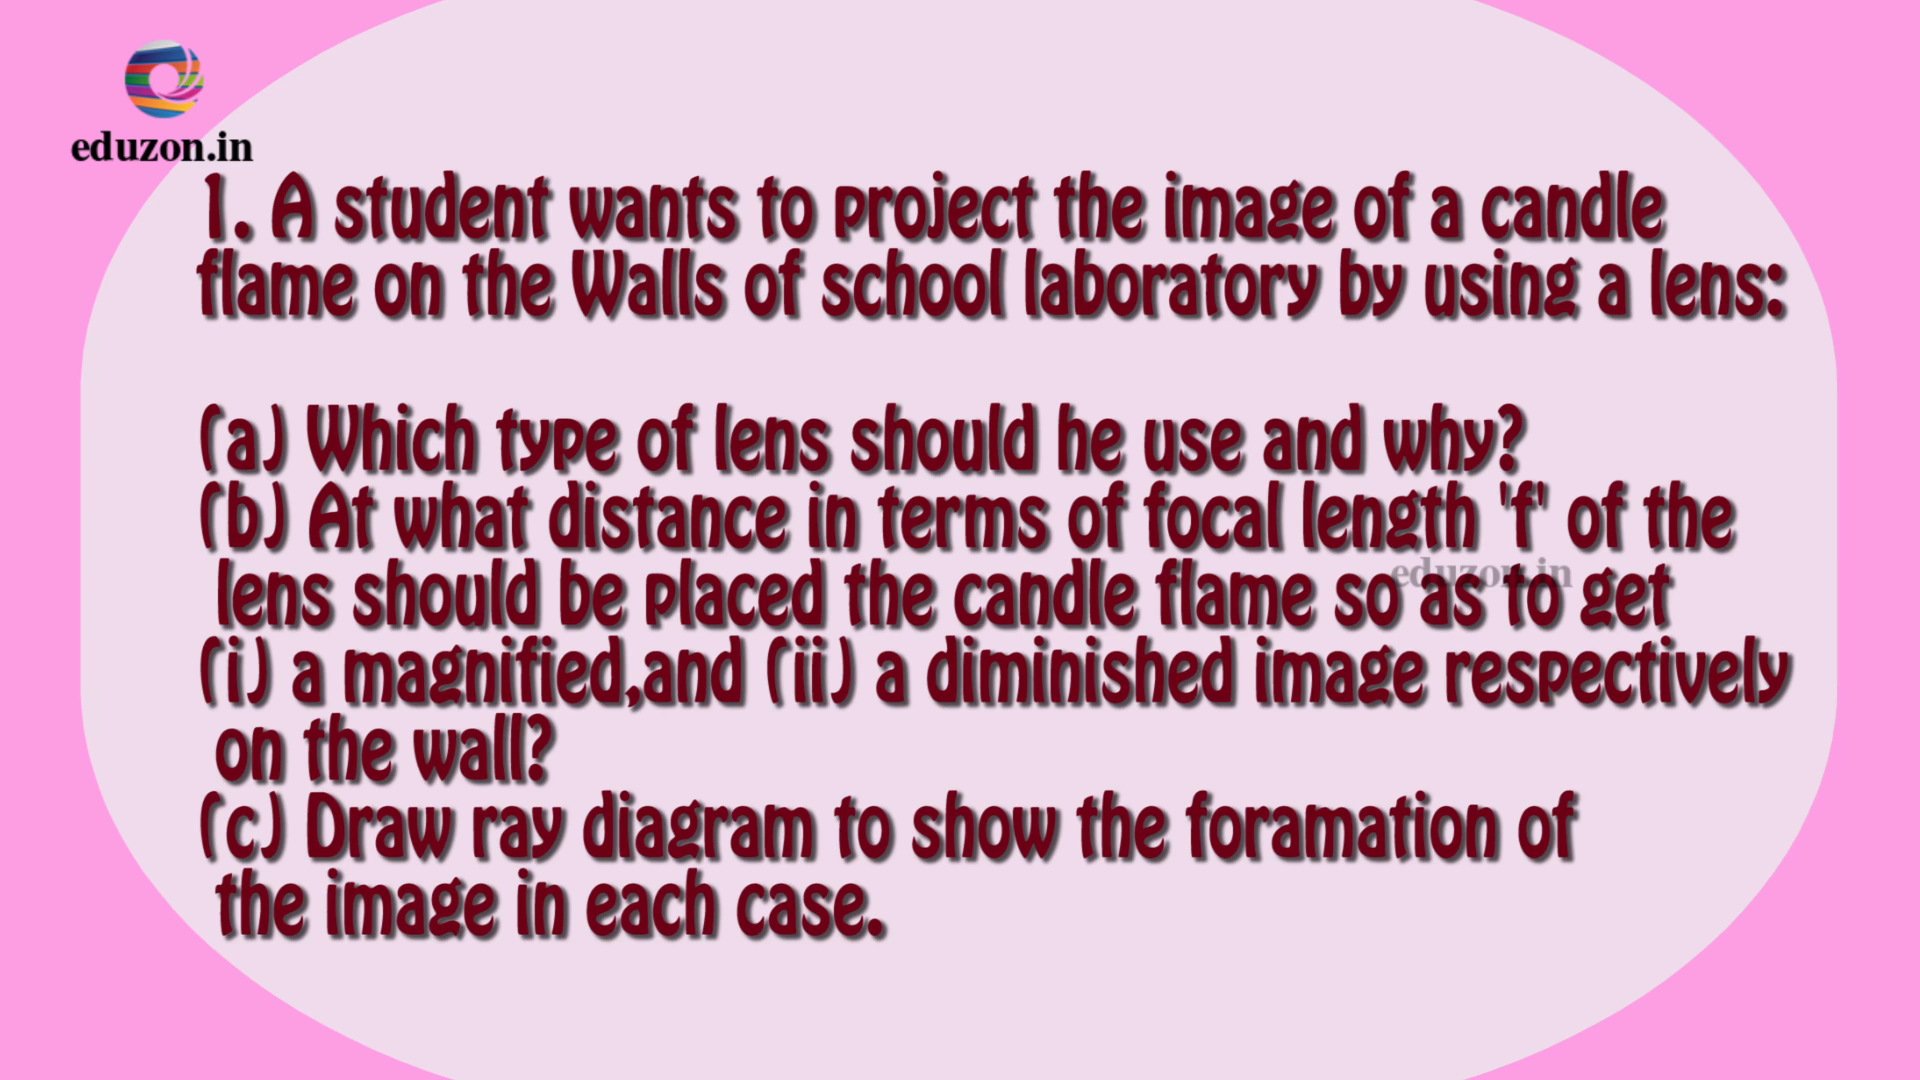 eduzon.in
1. A student wants to project the image of a candle
flame on the Walls of school laboratory by using a lens:
(a) Which type of lens should he use and why?
(b) At what distance in terms of focal length 'f' of the
eduzon.in
lens should be placed the candle flame so as to get
(i) a magnified,and (ii) a diminished image respectively
on the wall?
(c) Draw ray diagram to show the foramation of
the image in each case.